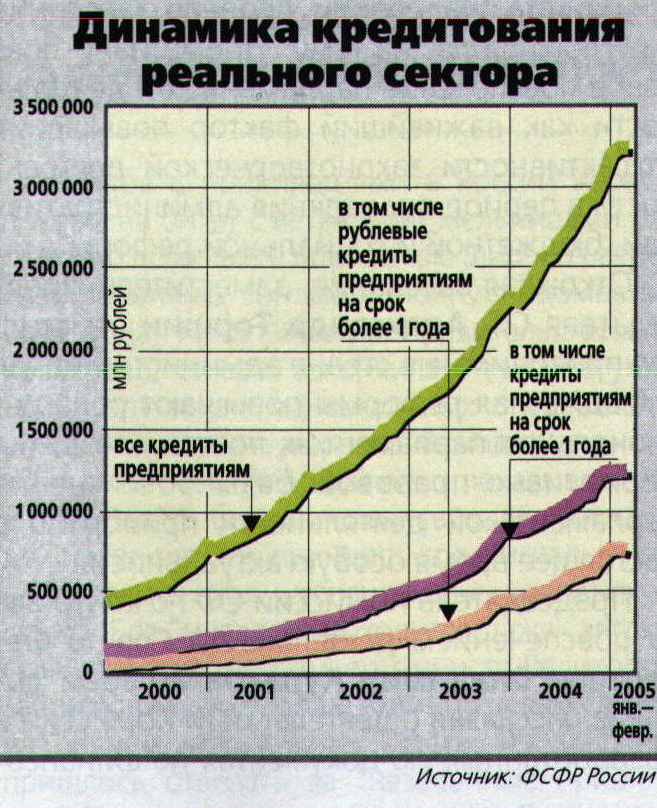 Динамика кредитования
реального сектора
3 500 000
3 000 000
2 500 000
2 000 000
1 500 000
1 000 000
500 000
0
млн рублей
в том числе
рублевые
кредиты
предприятиям
на срок
более 1 года
в том числе
кредиты
предприятиям
на срок
более 1 года
все кредиты
предприятиям
2000
2001
2002
2003
2004
2005
янв.—
февр.
Источник: ФСФР России